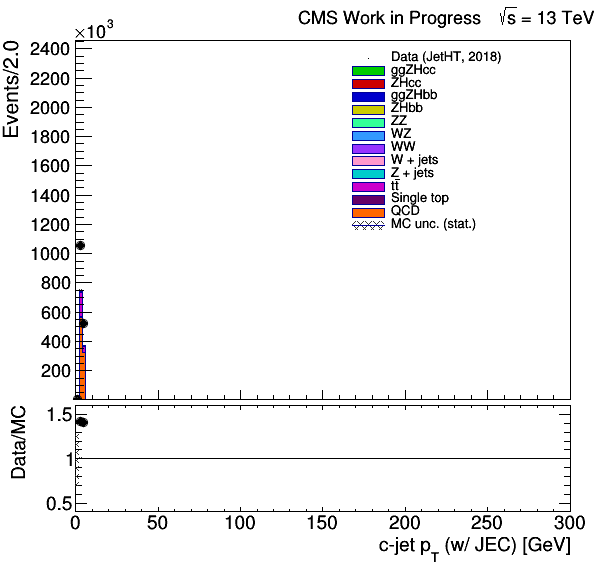 CMS Work in Progress √s = 13 TeV
×10³
Events/2.0
2400
2200
2000
1800
1600
1400
1200
1000
800
600
400
200
Data (JetHT, 2018)
ggZHcc
ZHcc
ggZHbb
ZHbb
ZZ
WZ
WW
W + jets
Z + jets
tt̄
Single top
QCD
MC unc. (stat.)
Data/MC
1.5
1
0.5
0 50 100 150 200 250 300
c-jet p_T (w/ JEC) [GeV]